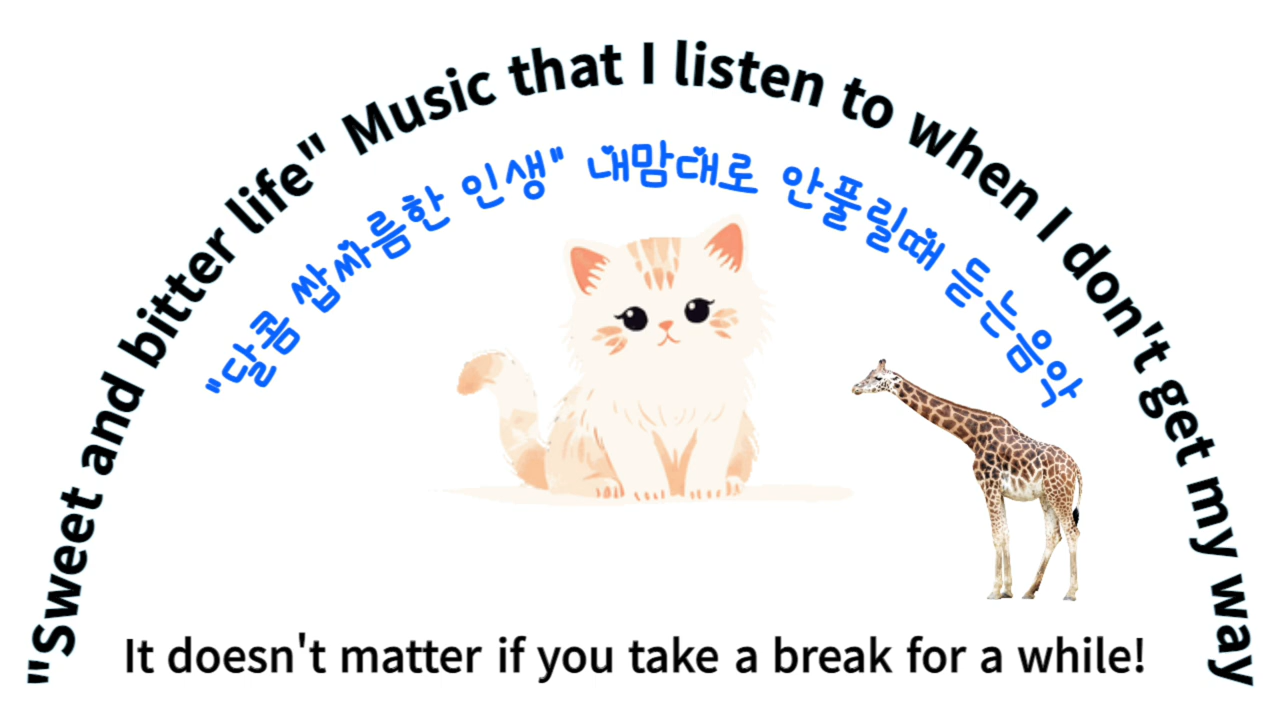 "Sweet and bitter life" Music that I listen to when I don't get my way
"달콤 쌉싸름한 인생" 내맘대로 안풀릴때 듣는음악
It doesn't matter if you take a break for a while!